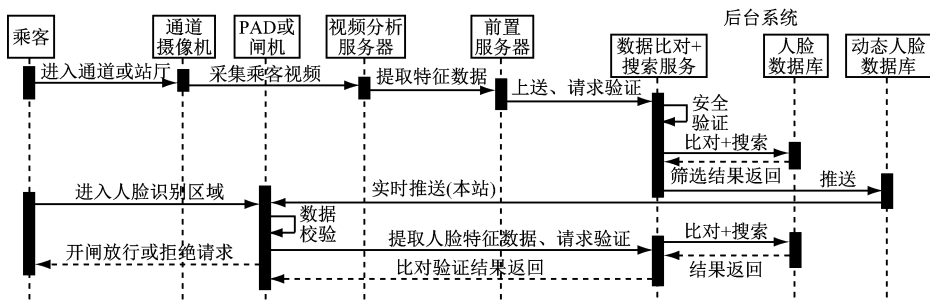 后台系统
乘客
通道
摄像机
PAD或
闸机
视频分析
服务器
前置
服务器
数据比对+
搜索服务
人脸
数据库
动态人脸
数据库
进入通道或站厅
采集乘客视频
提取特征数据
上送、请求验证
安全
验证
比对+搜索
筛选结果返回
推送
实时推送(本站)
进入人脸识别区域
数据
校验
提取人脸特征数据、请求验证
比对+搜索
开闸放行或拒绝请求
比对验证结果返回
结果返回